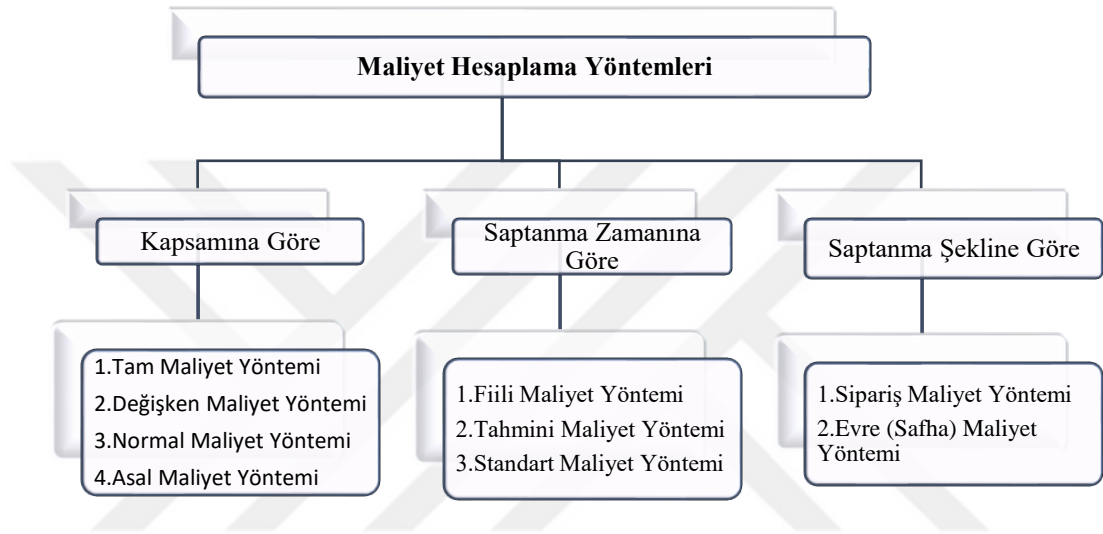 Maliyet Hesaplama Yöntemleri
Kapsamına Göre
Saptanma Zamanına
Göre
Saptanma Şekline Göre
1.Tam Maliyet Yöntemi
2.Değişken Maliyet Yöntemi
3.Normal Maliyet Yöntemi
4.Asal Maliyet Yöntemi
1.Fiili Maliyet Yöntemi
2.Tahmini Maliyet Yöntemi
3.Standart Maliyet Yöntemi
1.Sipariş Maliyet Yöntemi
2.Evre (Safha) Maliyet
Yöntemi